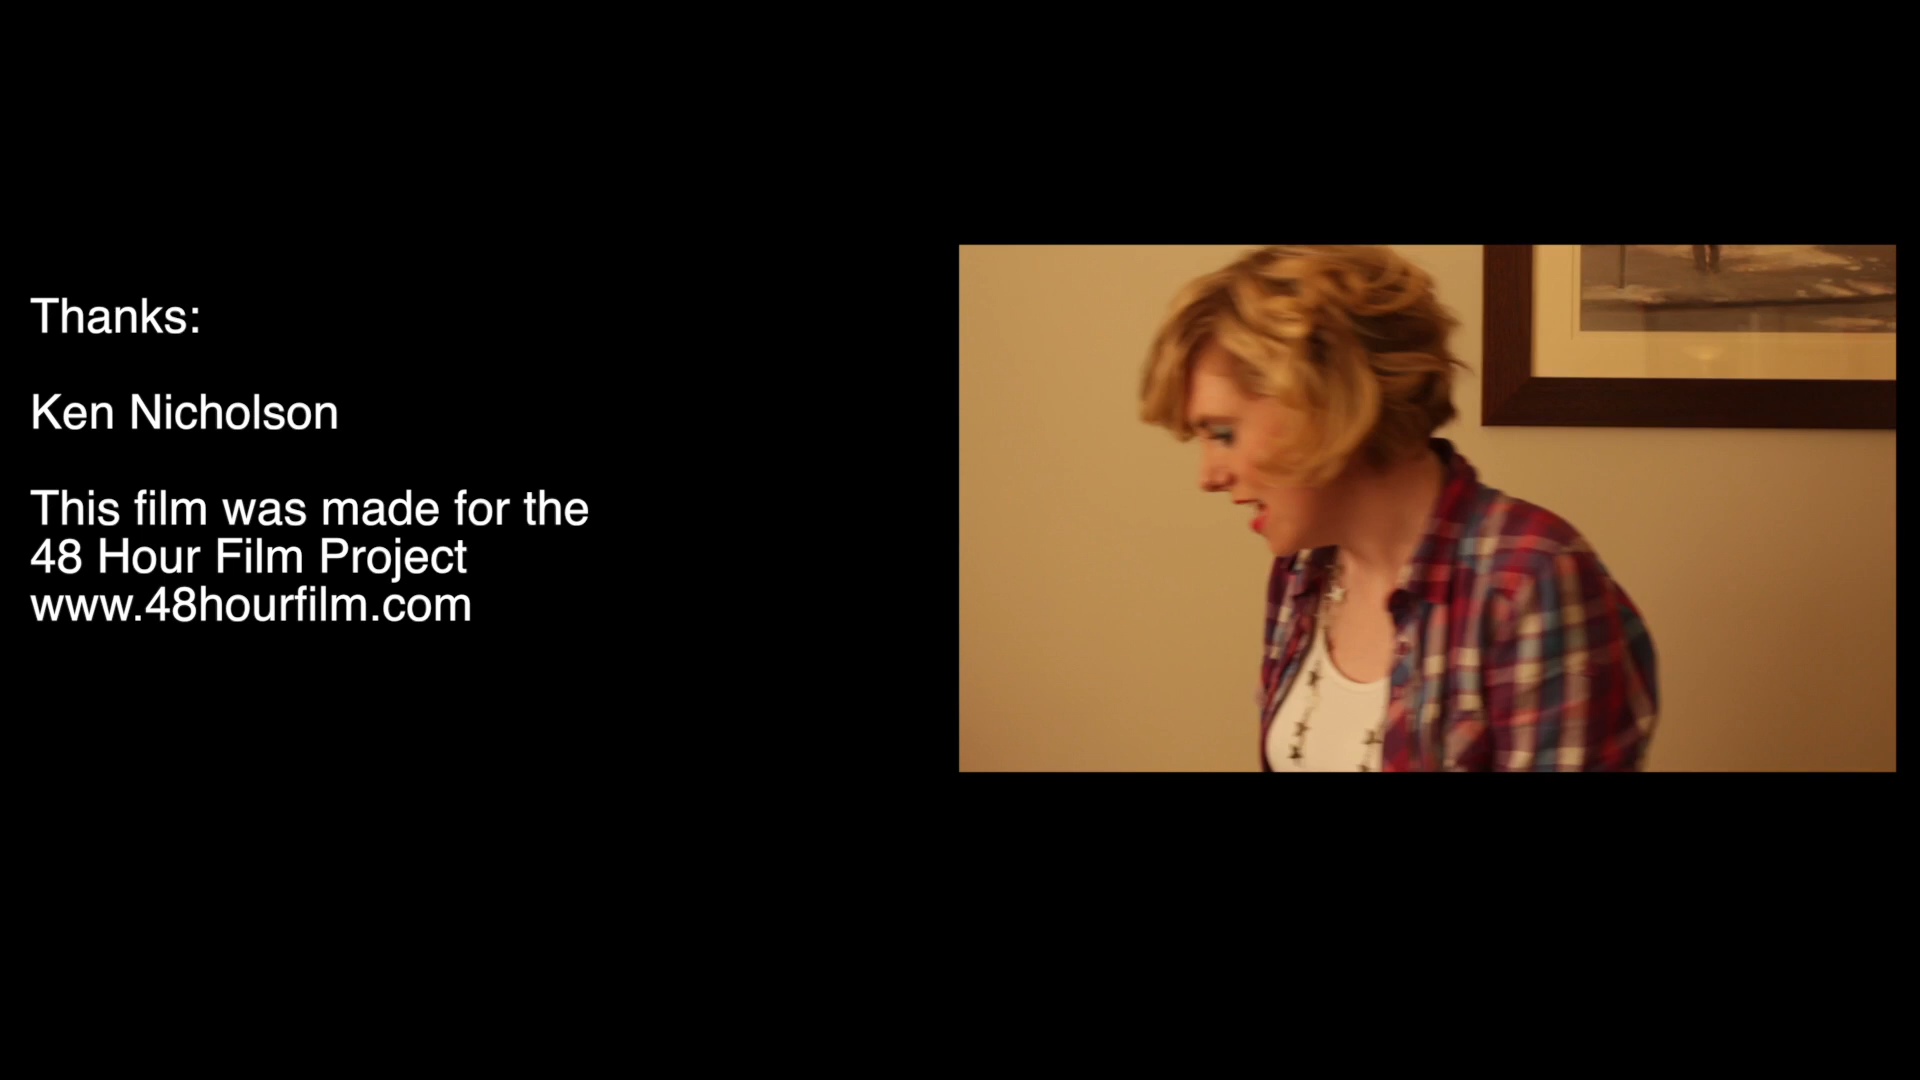 Thanks:
Ken Nicholson
This film was made for the
48 Hour Film Project
www.48hourfilm.com